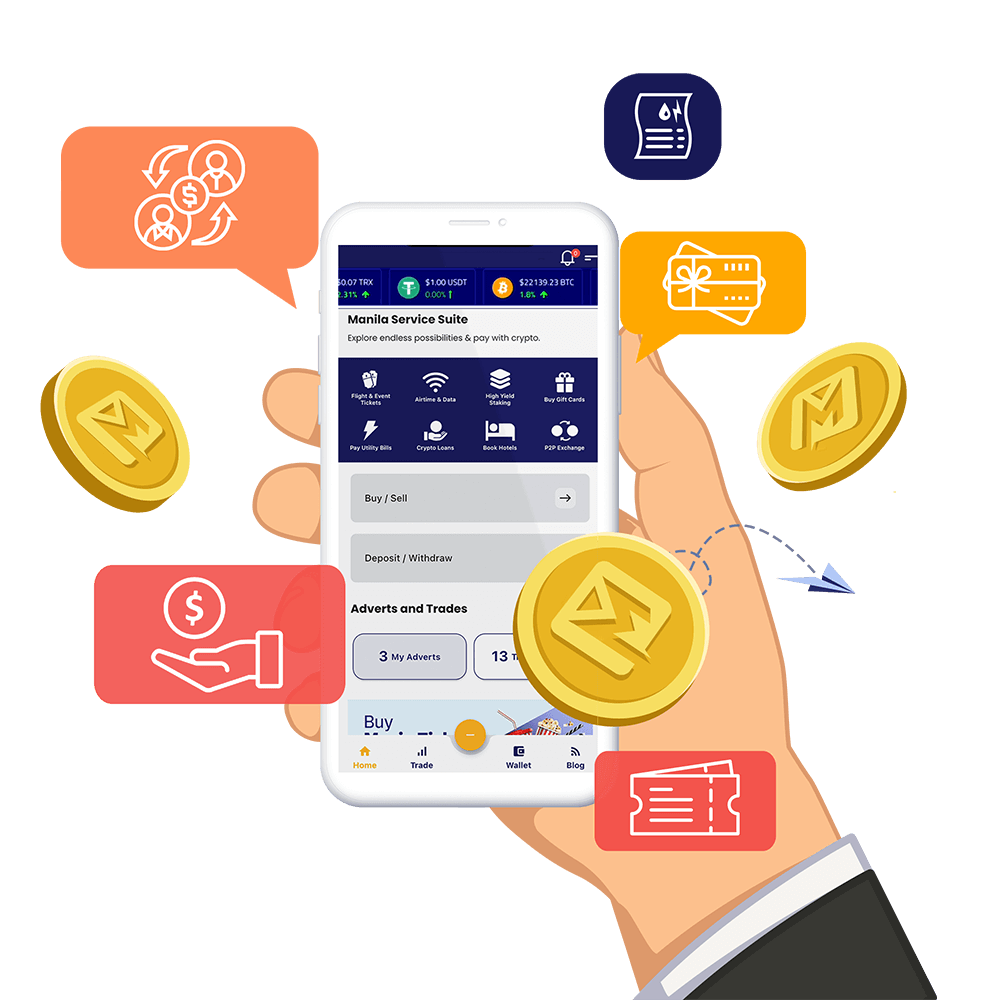 $0.07 TRX
2.31%
$1.00 USDT
0.00%
$22139.23 BTC
1.8%
Manila Service Suite
Explore endless possibilities & pay with crypto.
Flight & Event
Tickets
Airtime & Data
High Yield
Staking
Buy Gift Cards
Pay Utility Bills
Crypto Loans
Book Hotels
P2P Exchange
Buy / Sell
Deposit / Withdraw
Adverts and Trades
3 My Adverts
13
Buy
Home
Trade
Wallet
Blog